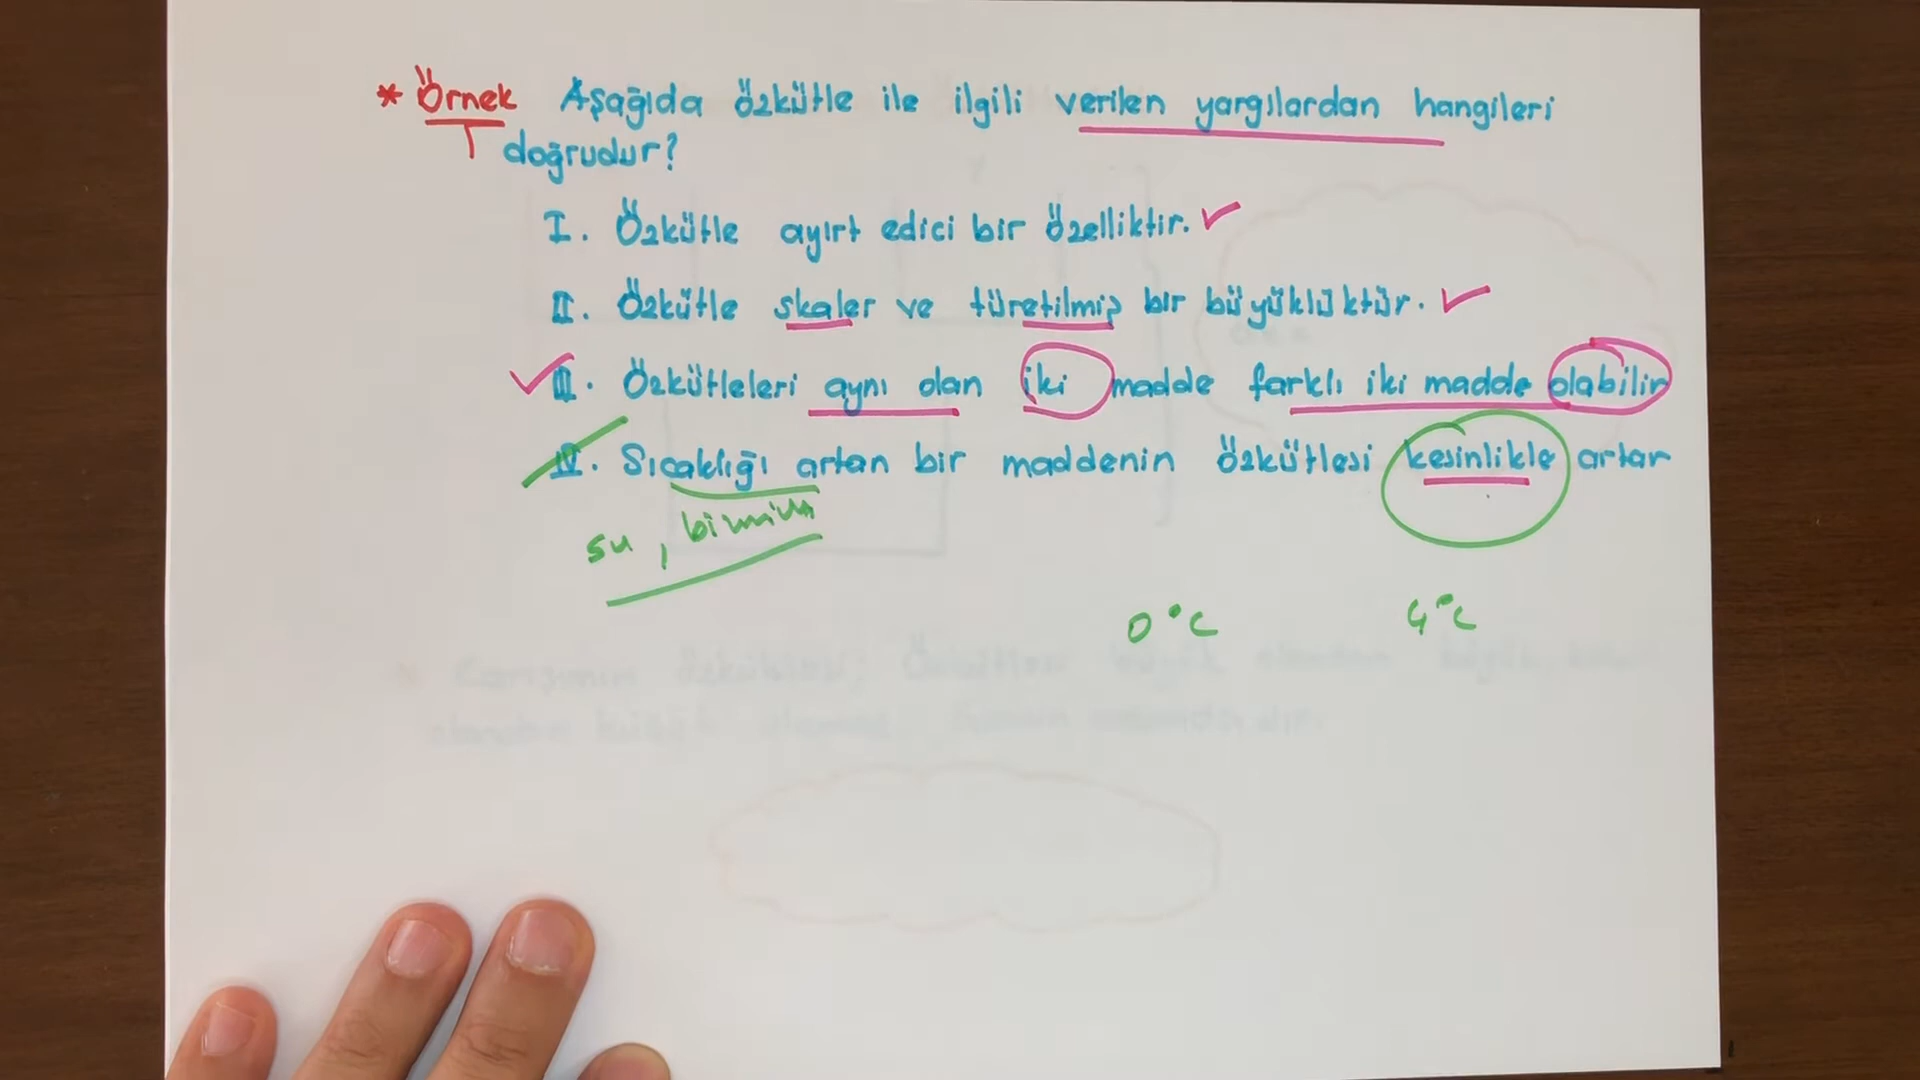 * Örnek Aşağıda özkütle ile ilgili verilen yargılardan hangileri
doğrudur?
I. Özkütle ayırt edici bir özelliktir.
II. Özkütle skaler ve türetilmiş bir büyüklüktür.
III. Özkütleleri aynı olan iki madde farklı iki madde olabilir
IV. Sıcaklığı artan bir maddenin özkütlesi kesinlikle artar
su,
0°C 4°C